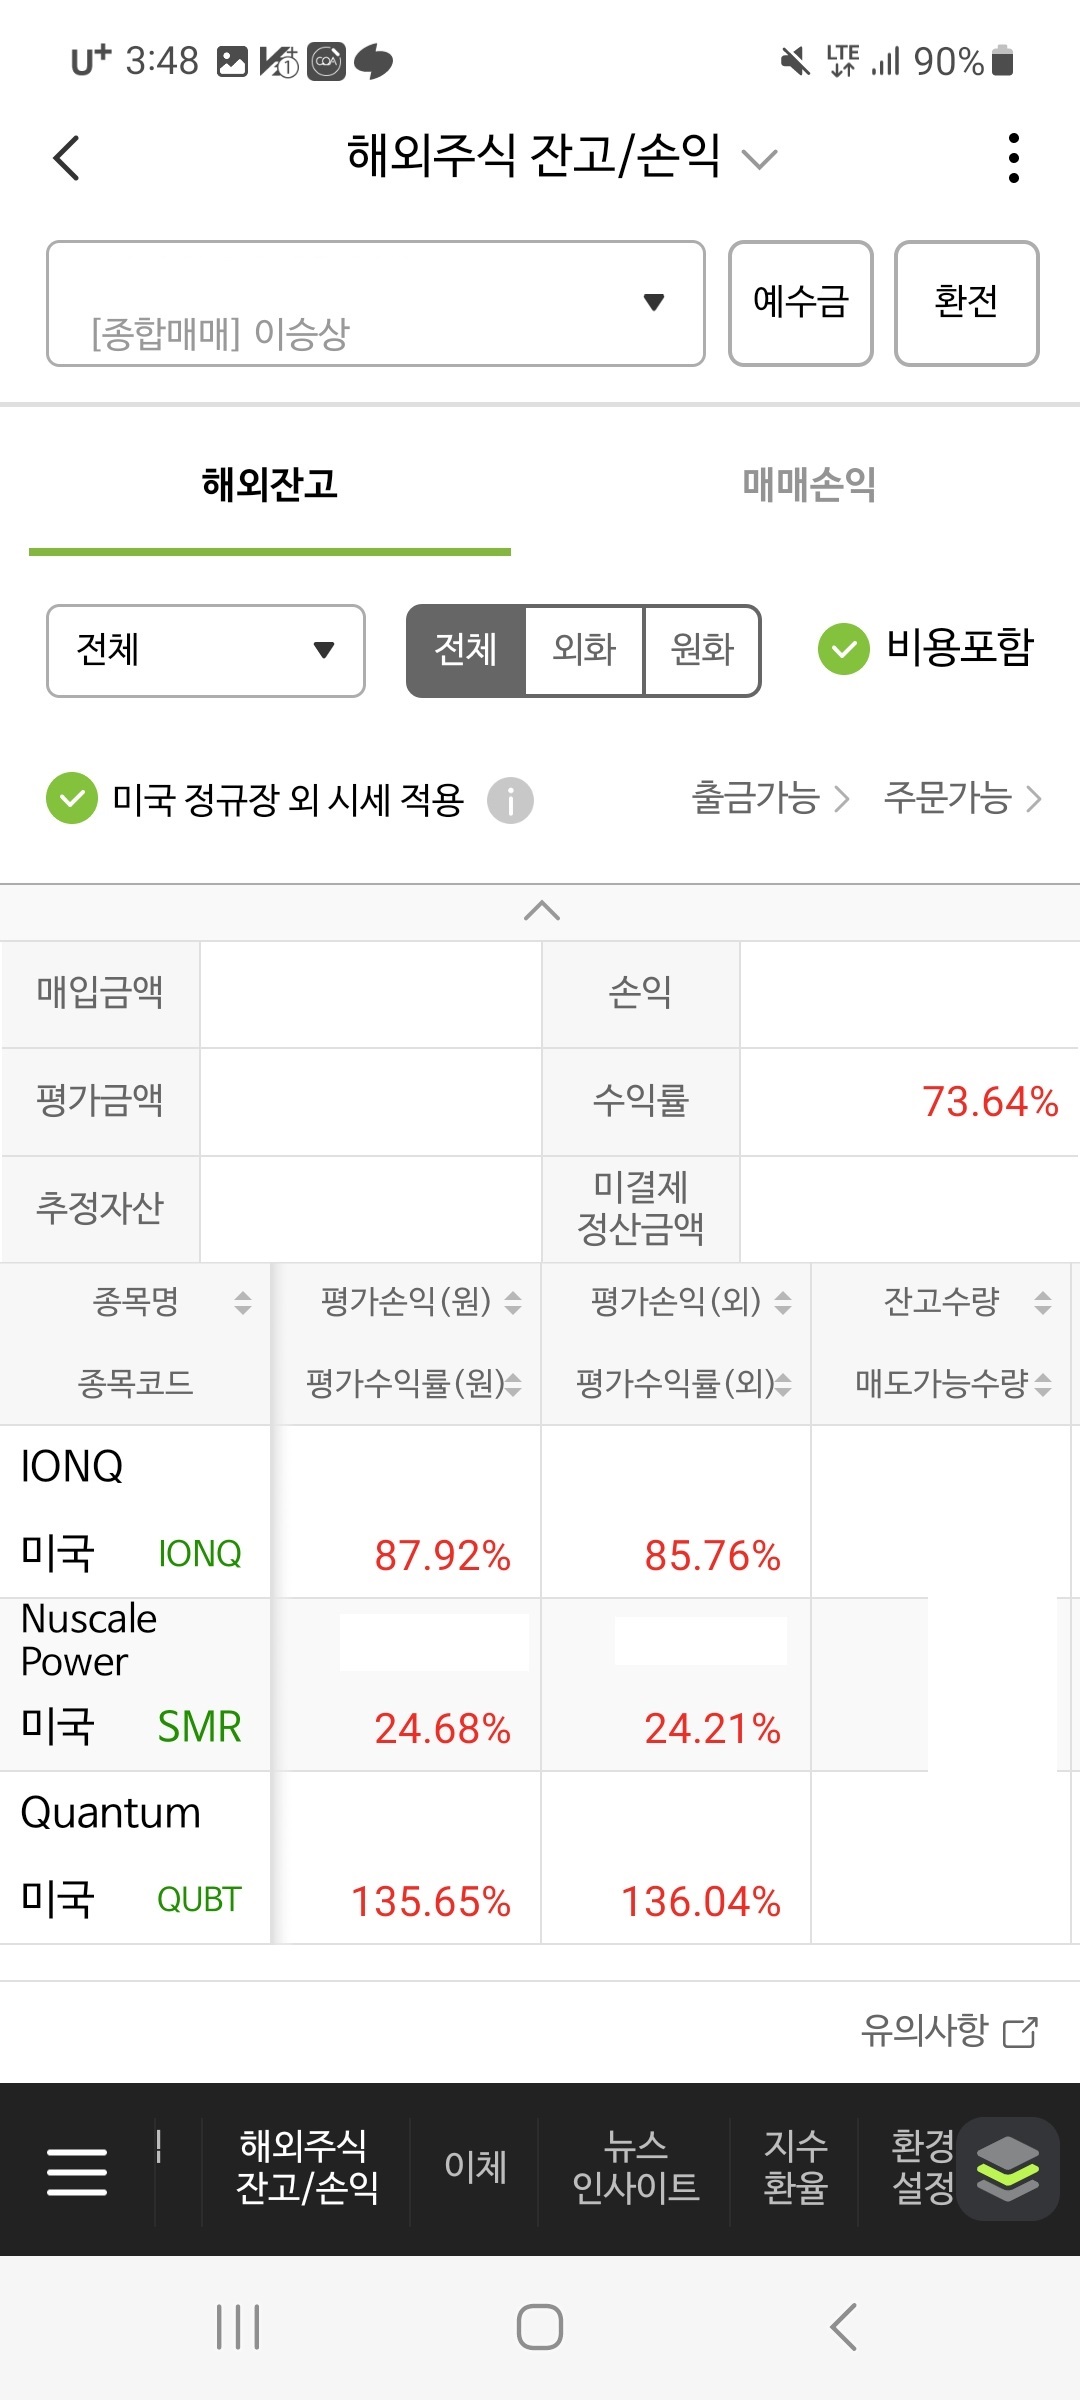 U+ 3:48 LTE 90%
해외주식 잔고/손익
[종합매매] 이승상
예수금
환전
해외잔고
매매손익
전체
전체 외화 원화
비용포함
미국 정규장 외 시세 적용
출금가능 주문가능
매입금액 손익
평가금액 수익률 73.64%
추정자산 미결제
정산금액
종목명 평가손익(원) 평가손익(외) 잔고수량
종목코드 평가수익률(원) 평가수익률(외) 매도가능수량
IONQ
미국 IONQ 87.92% 85.76%
Nuscale
Power
미국 SMR 24.68% 24.21%
Quantum
미국 QUBT 135.65% 136.04%
유의사항
해외주식
잔고/손익
이체
뉴스
인사이트
지수
환율
환경
설정